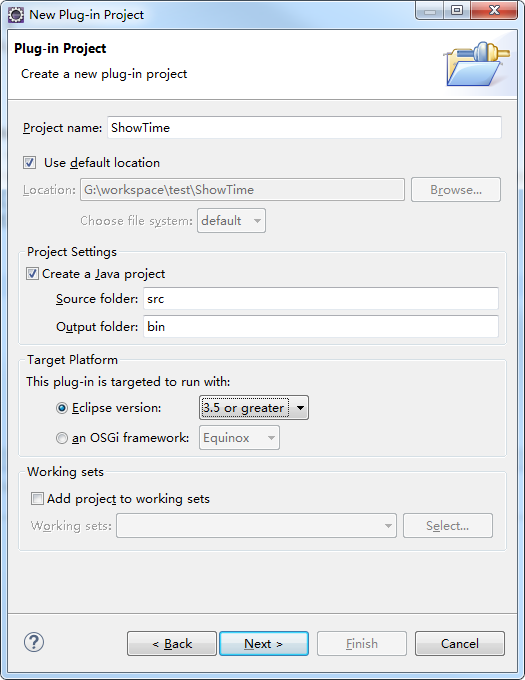 New Plug-in Project
Plug-in Project
Create a new plug-in project
Project name: ShowTime
Use default location
Location: G:\workspace\test\ShowTime Browse...
Choose file system: default
Project Settings
Create a Java project
Source folder: src
Output folder: bin
Target Platform
This plug-in is targeted to run with:
Eclipse version: 3.5 or greater
an OSGi framework: Equinox
Working sets
Add project to working sets
Working sets: Select...
? < Back Next > Finish Cancel